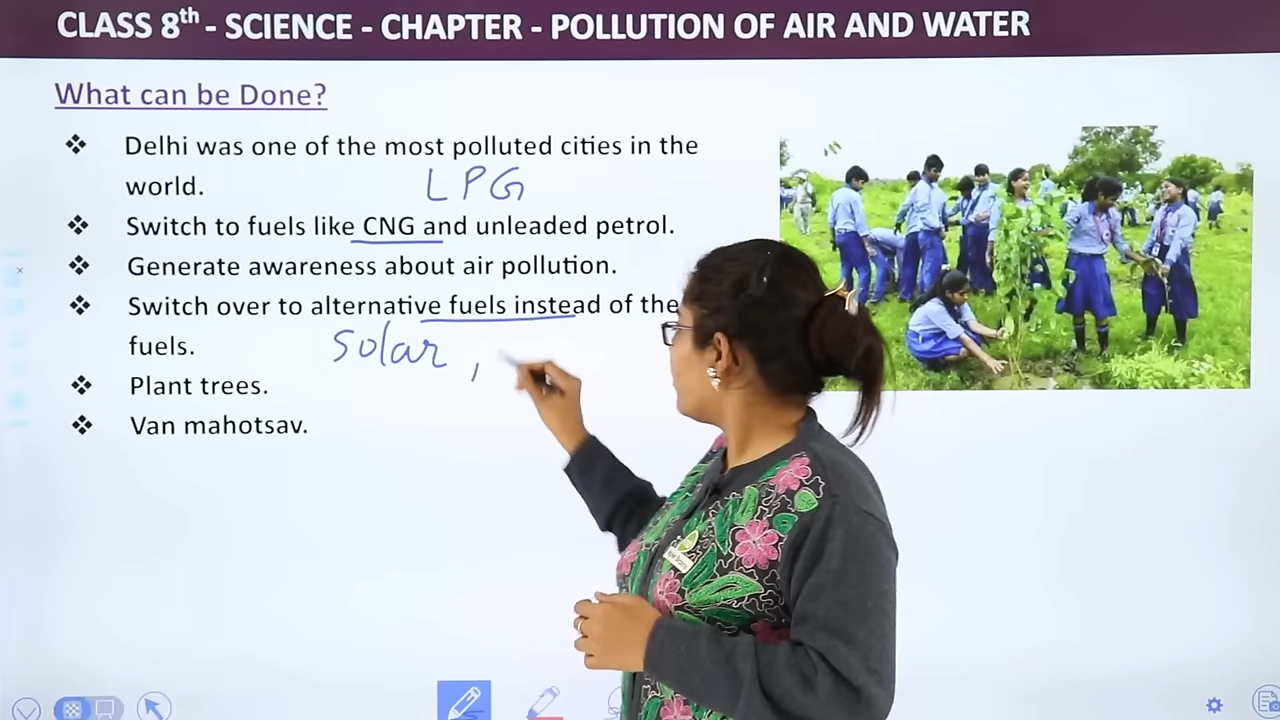 CLASS 8th - SCIENCE - CHAPTER - POLLUTION OF AIR AND WATER
What can be Done?
❖ Delhi was one of the most polluted cities in the
world.
LPG
❖ Switch to fuels like CNG and unleaded petrol.
❖ Generate awareness about air pollution.
❖ Switch over to alternative fuels instead of the
fuels.
Solar,
❖ Plant trees.
❖ Van mahotsav.